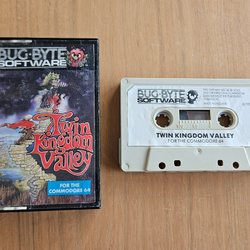 BUG-BYTE
SOFTWARE
Twin
Kingdom
Valley
FOR THE
COMMODORE 64
BUG-BYTE
SOFTWARE
TWIN KINGDOM VALLEY
FOR THE COMMODORE 64